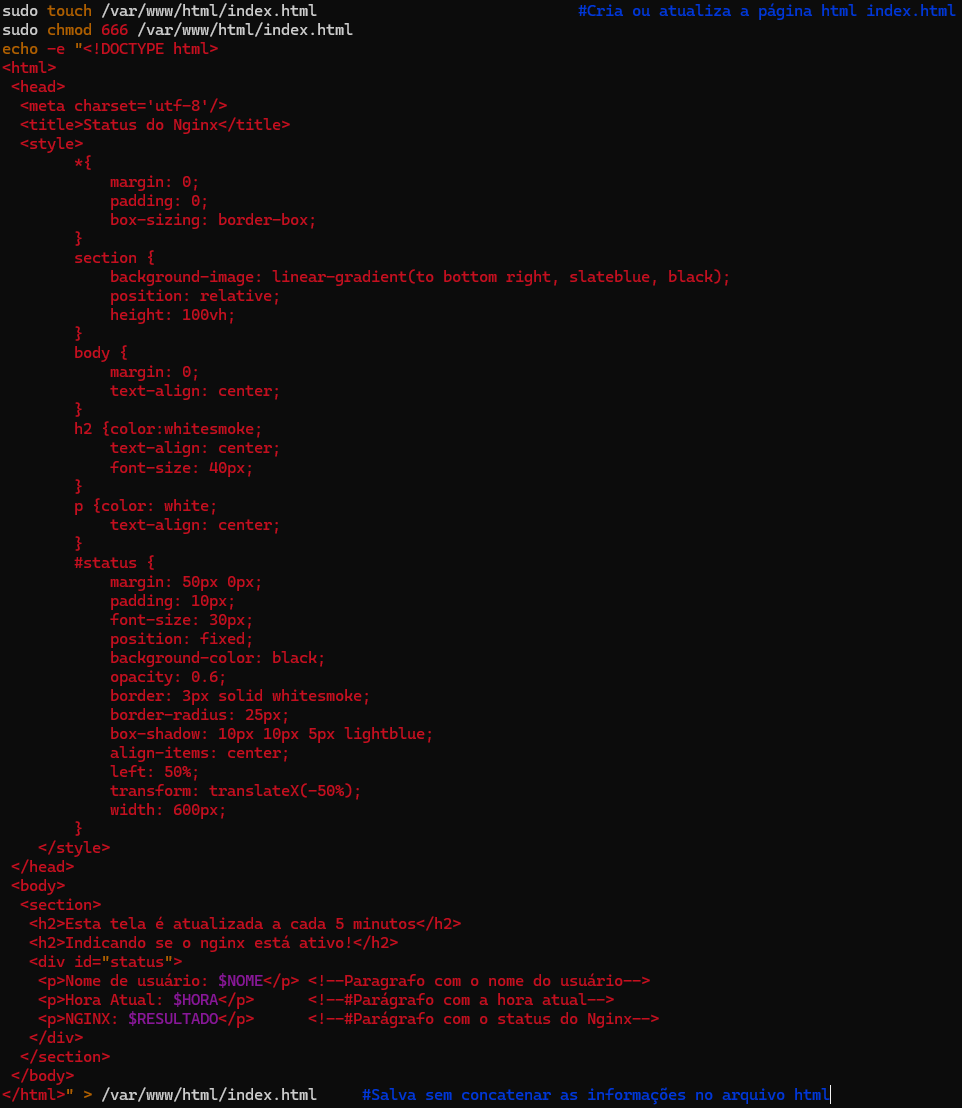 sudo touch /var/www/html/index.html                             #Cria ou atualiza a página html index.html
sudo chmod 666 /var/www/html/index.html
echo -e "<!DOCTYPE html>
<html>
 <head>
  <meta charset='utf-8'/>
  <title>Status do Nginx</title>
  <style>
        *{
            margin: 0;
            padding: 0;
            box-sizing: border-box;
        }
        section {
            background-image: linear-gradient(to bottom right, slateblue, black);
            position: relative;
            height: 100vh;
        }
        body {
            margin: 0;
            text-align: center;
        }
        h2 {color:whitesmoke;
            text-align: center;
            font-size: 40px;
        }
        p {color: white;
            text-align: center;
        }
        #status {
            margin: 50px 0px;
            padding: 10px;
            font-size: 30px;
            position: fixed;
            background-color: black;
            opacity: 0.6;
            border: 3px solid whitesmoke;
            border-radius: 25px;
            box-shadow: 10px 10px 5px lightblue;
            align-items: center;
            left: 50%;
            transform: translateX(-50%);
            width: 600px;
        }
    </style>
 </head>
 <body>
  <section>
   <h2>Esta tela é atualizada a cada 5 minutos</h2>
   <h2>Indicando se o nginx está ativo!</h2>
   <div id="status">
    <p>Nome de usuário: $NOME</p> <!--Paragrafo com o nome do usuário-->
    <p>Hora Atual: $HORA</p>      <!--#Parágrafo com a hora atual-->
    <p>NGINX: $RESULTADO</p>      <!--#Parágrafo com o status do Nginx-->
   </div>
  </section>
 </body>
</html>" > /var/www/html/index.html     #Salva sem concatenar as informações no arquivo html